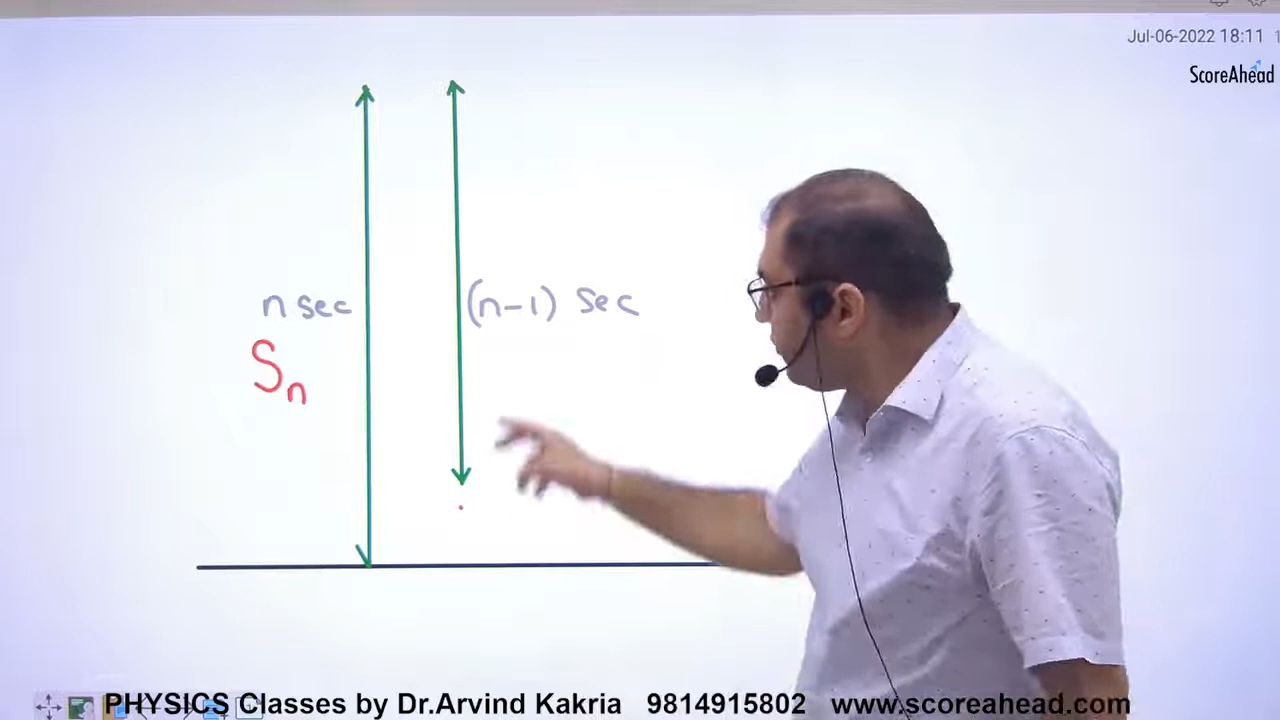 Jul-06-2022 18:11
ScoreAhead
n sec
(n-1) sec
Sn
PHYSICS Classes by Dr.Arvind Kakria 9814915802 www.scoreahead.com